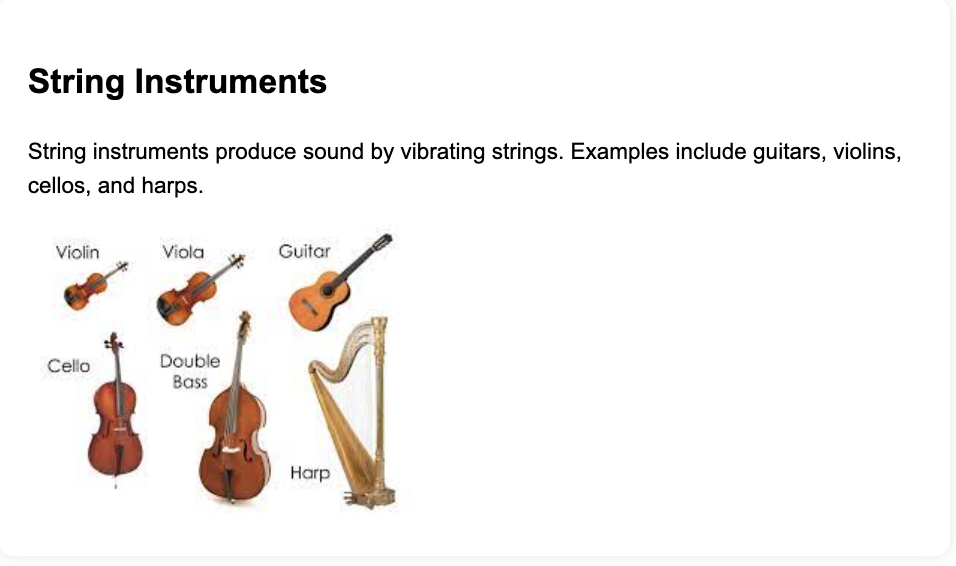 String Instruments
String instruments produce sound by vibrating strings. Examples include guitars, violins,
cellos, and harps.
Violin
Viola
Guitar
Cello
Double
Bass
Harp